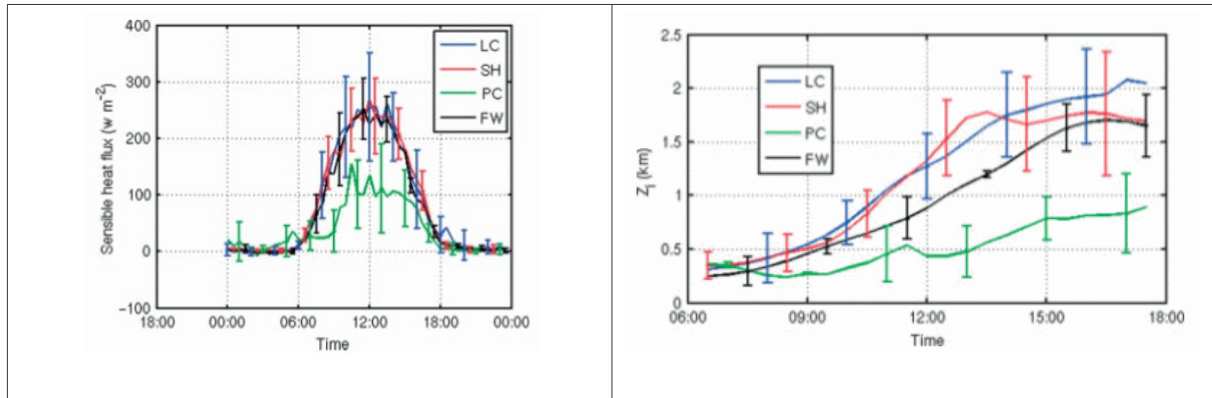 400
300
200
100
0
−100
18:00 00:00 06:00 12:00 18:00 00:00
Time
Sensible heat flux (w m-2)
LC
SH
PC
FW
2.5
2
1.5
1
0.5
0
06:00 09:00 12:00 15:00 18:00
Time
Zi (km)
LC
SH
PC
FW